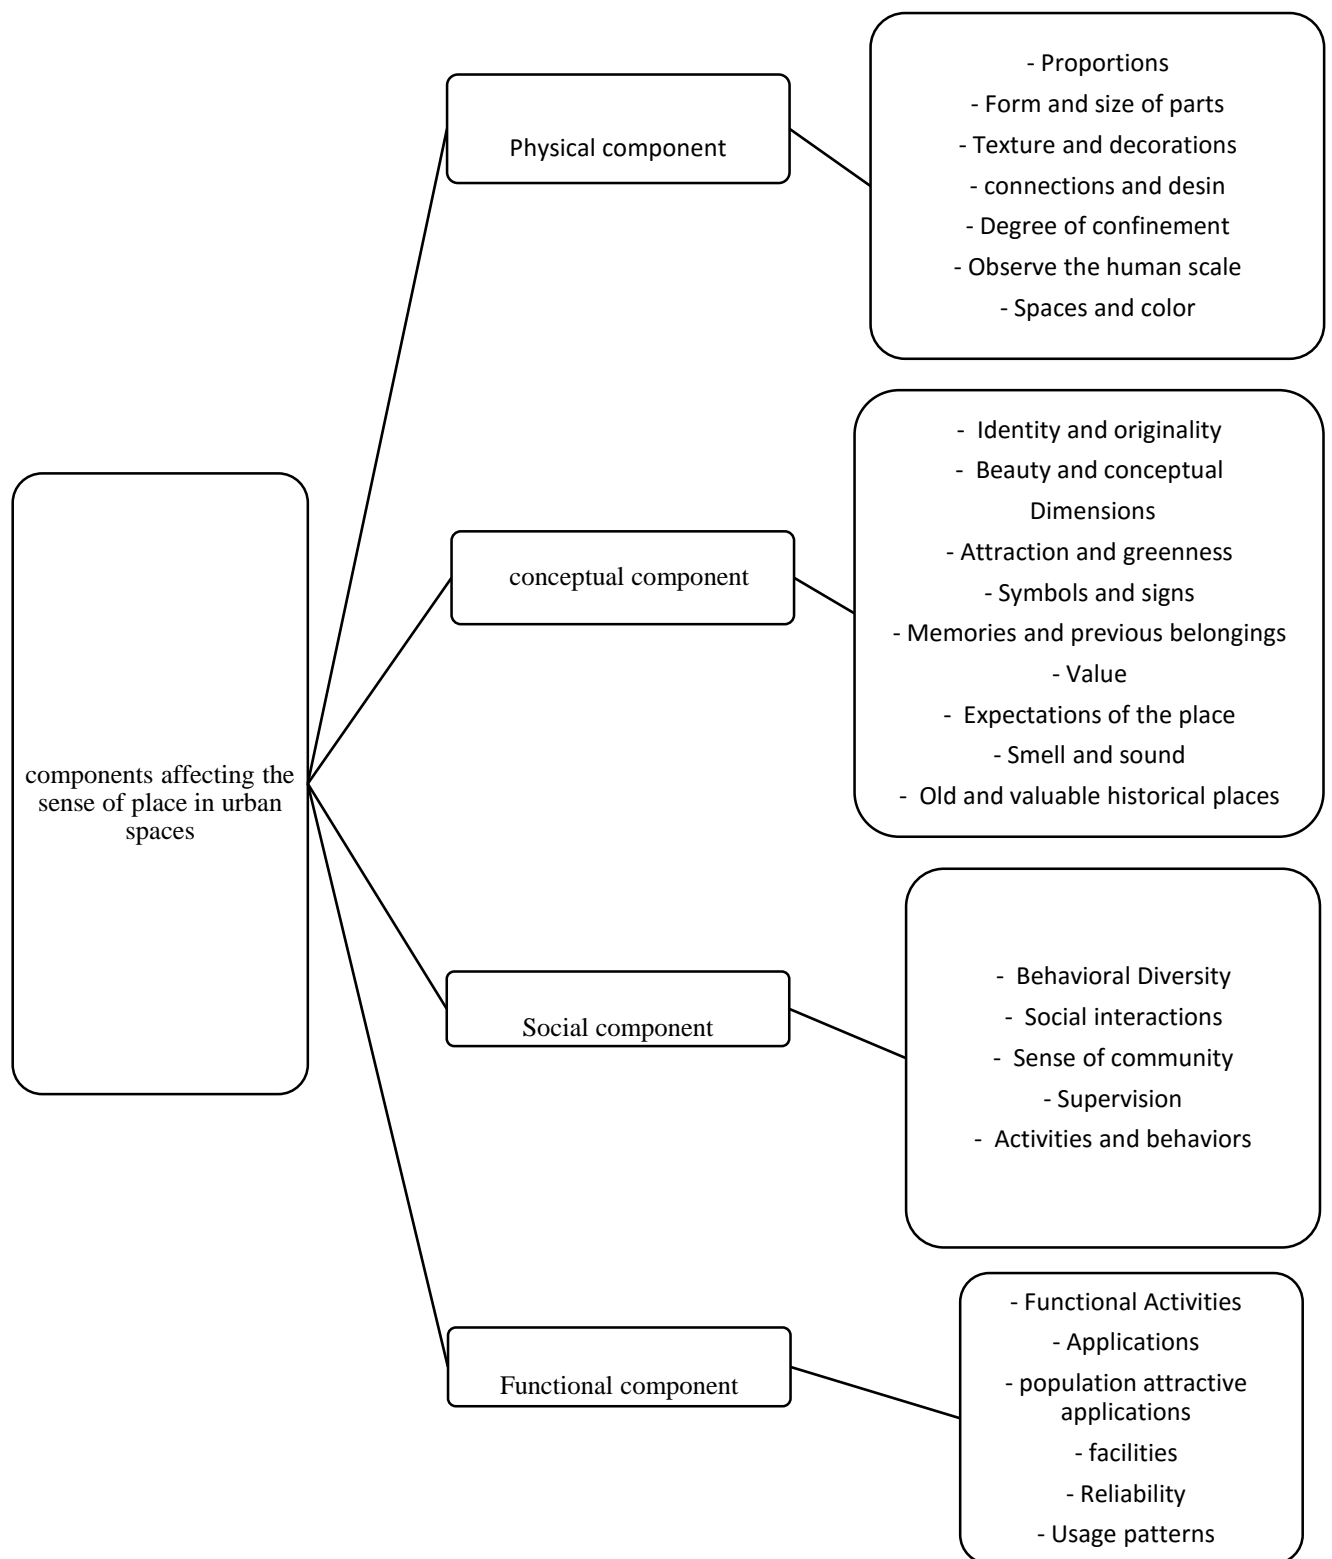 components affecting the
sense of place in urban
spaces
Physical component
- Proportions
- Form and size of parts
- Texture and decorations
- connections and desin
- Degree of confinement
- Observe the human scale
- Spaces and color
conceptual component
- Identity and originality
- Beauty and conceptual
Dimensions
- Attraction and greenness
- Symbols and signs
- Memories and previous belongings
- Value
- Expectations of the place
- Smell and sound
- Old and valuable historical places
Social component
- Behavioral Diversity
- Social interactions
- Sense of community
- Supervision
- Activities and behaviors
Functional component
- Functional Activities
- Applications
- population attractive
applications
- facilities
- Reliability
- Usage patterns